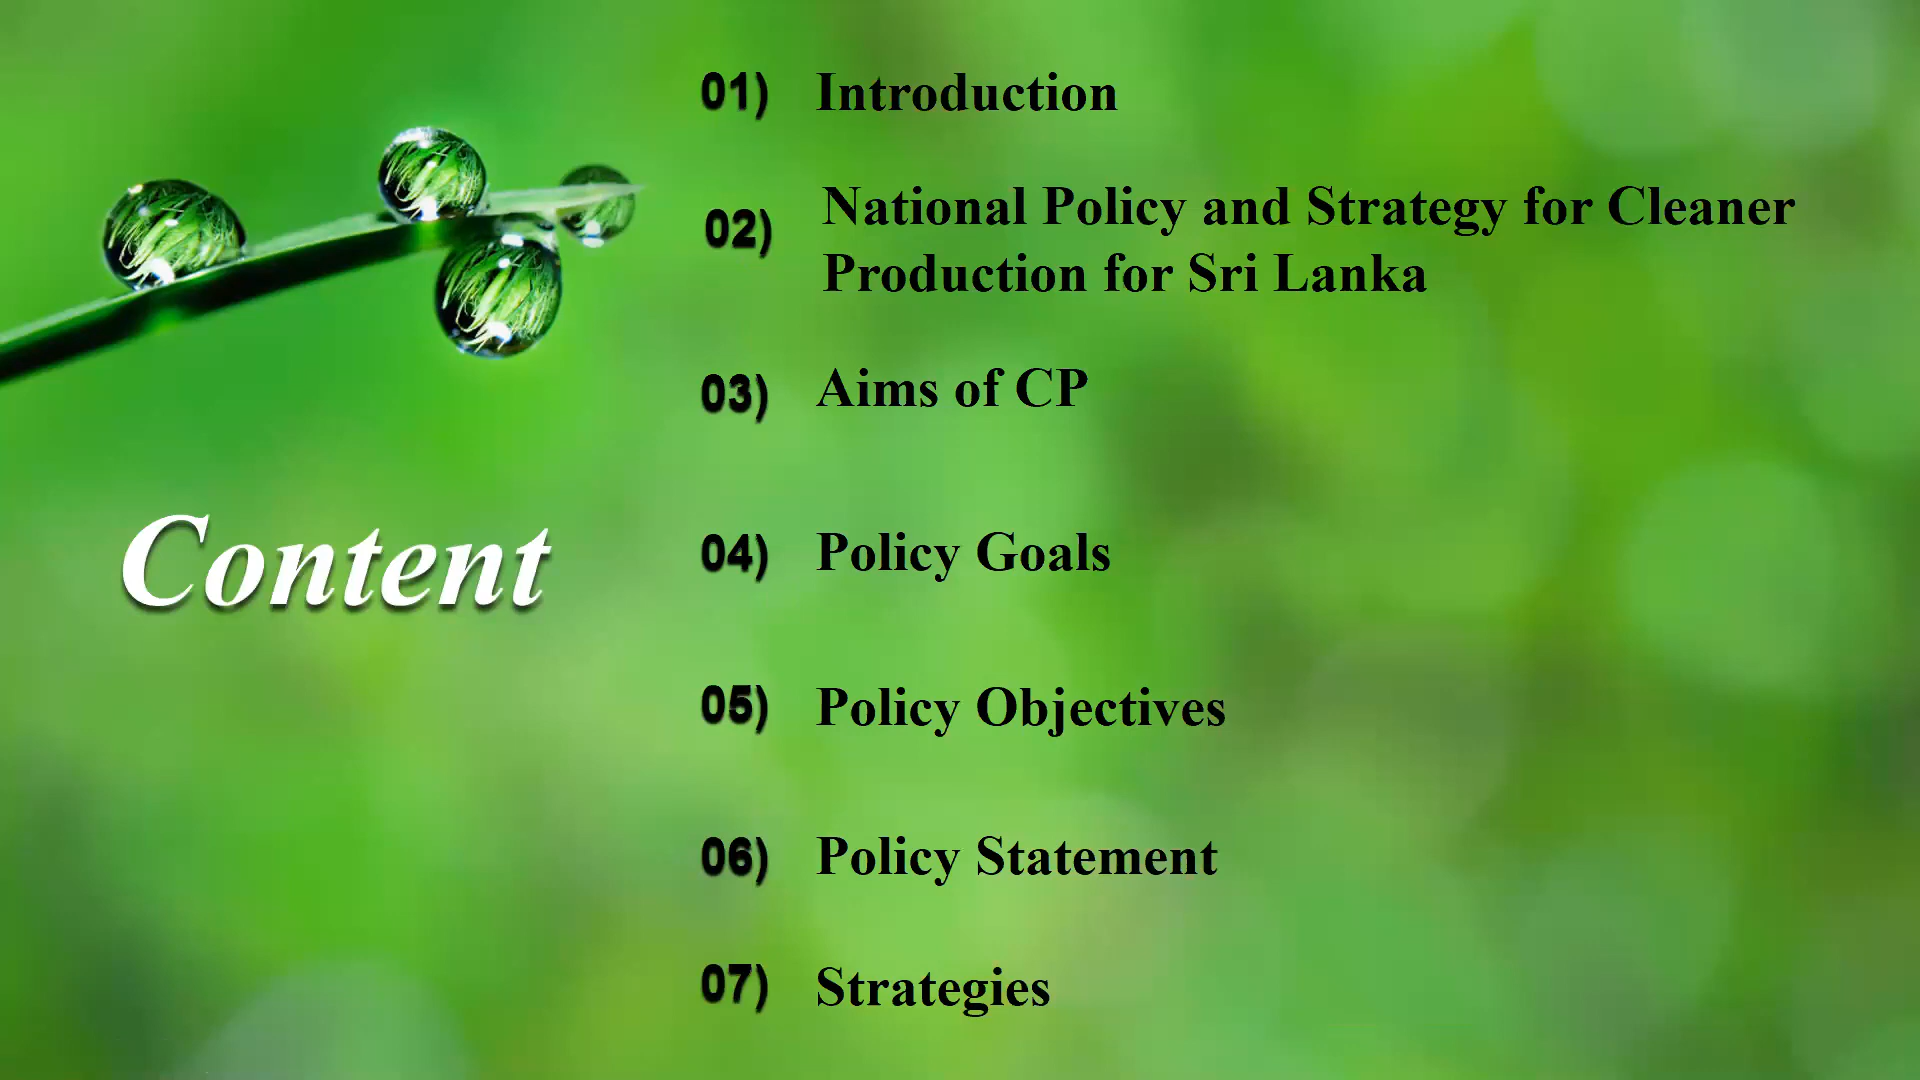 Content
01) Introduction
02) National Policy and Strategy for Cleaner
Production for Sri Lanka
03) Aims of CP
04) Policy Goals
05) Policy Objectives
06) Policy Statement
07) Strategies